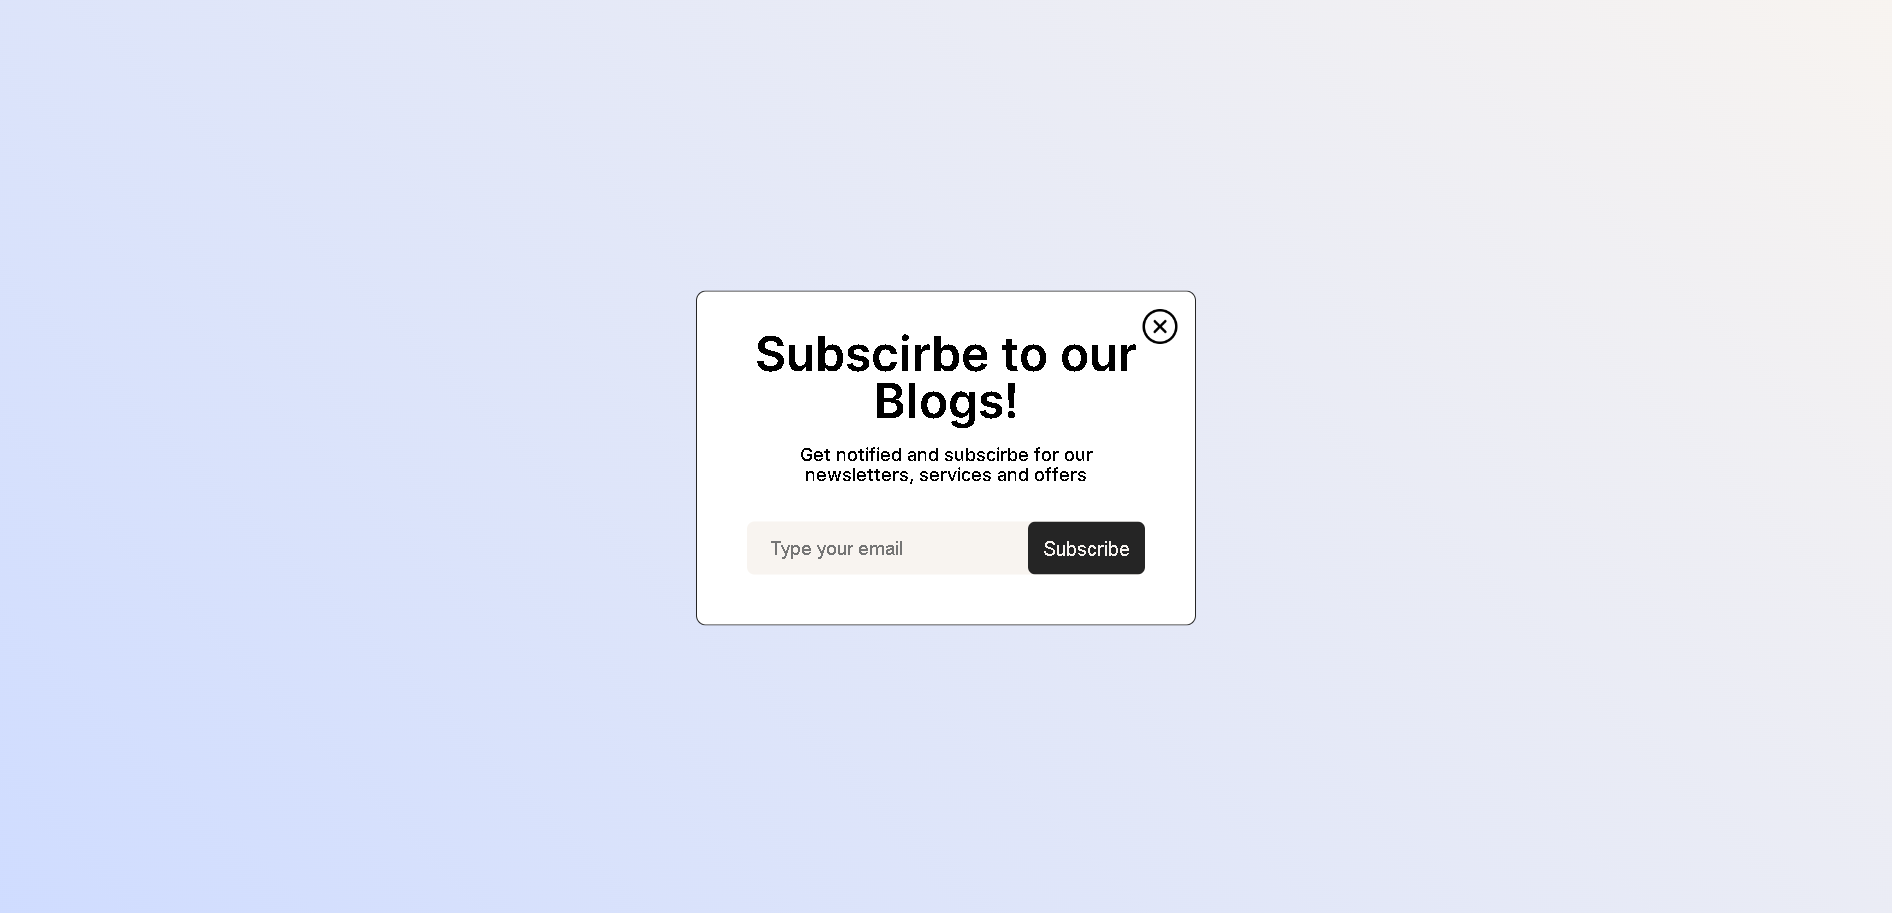 Subscirbe to our
Blogs!
Get notified and subscirbe for our
newsletters, services and offers
Type your email
Subscribe